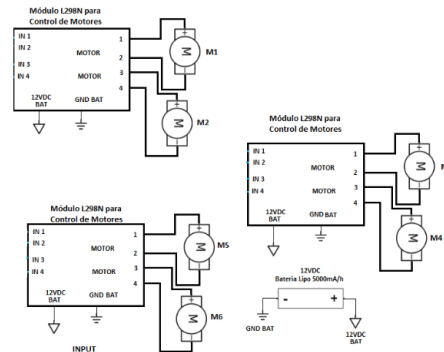 Módulo L298N para
Control de Motores
IN 1
IN 2
IN 3
IN 4
MOTOR
MOTOR
1
2
3
4
12VDC
BAT
GND BAT
+
M
-
M1
+
M
-
M2
Módulo L298N para
Control de Motores
IN 1
IN 2
IN 3
IN 4
MOTOR
MOTOR
1
2
3
4
12VDC
BAT
GND BAT
+
M
-
M
+
M
-
M4
Módulo L298N para
Control de Motores
IN 1
IN 2
IN 3
IN 4
MOTOR
MOTOR
1
2
3
4
12VDC
BAT
GND BAT
+
M
-
M5
+
M
-
M6
INPUT
12VDC
Bateria Lipo 5000mA/h
- +
GND BAT
12VDC
BAT